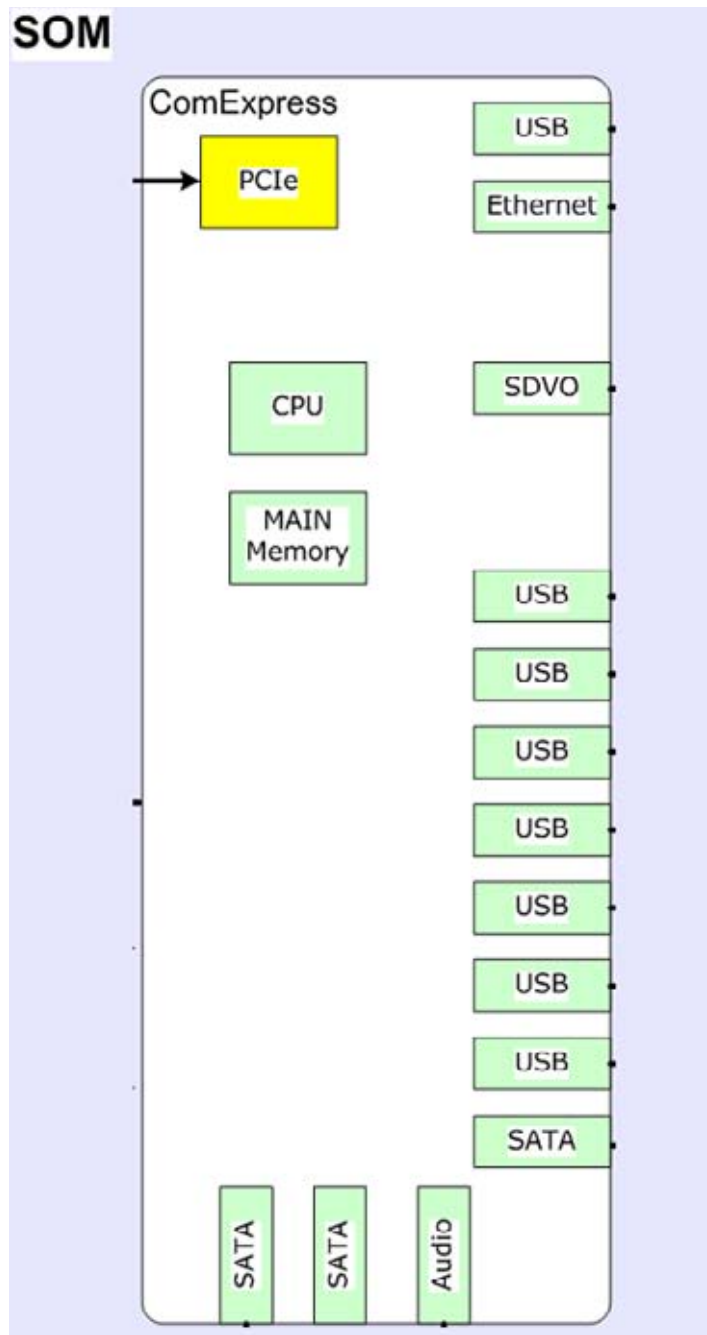 SOM
ComExpress
PCIe
USB
Ethernet
CPU
SDVO
MAIN
Memory
USB
USB
USB
USB
USB
USB
USB
SATA
SATA
SATA
Audio